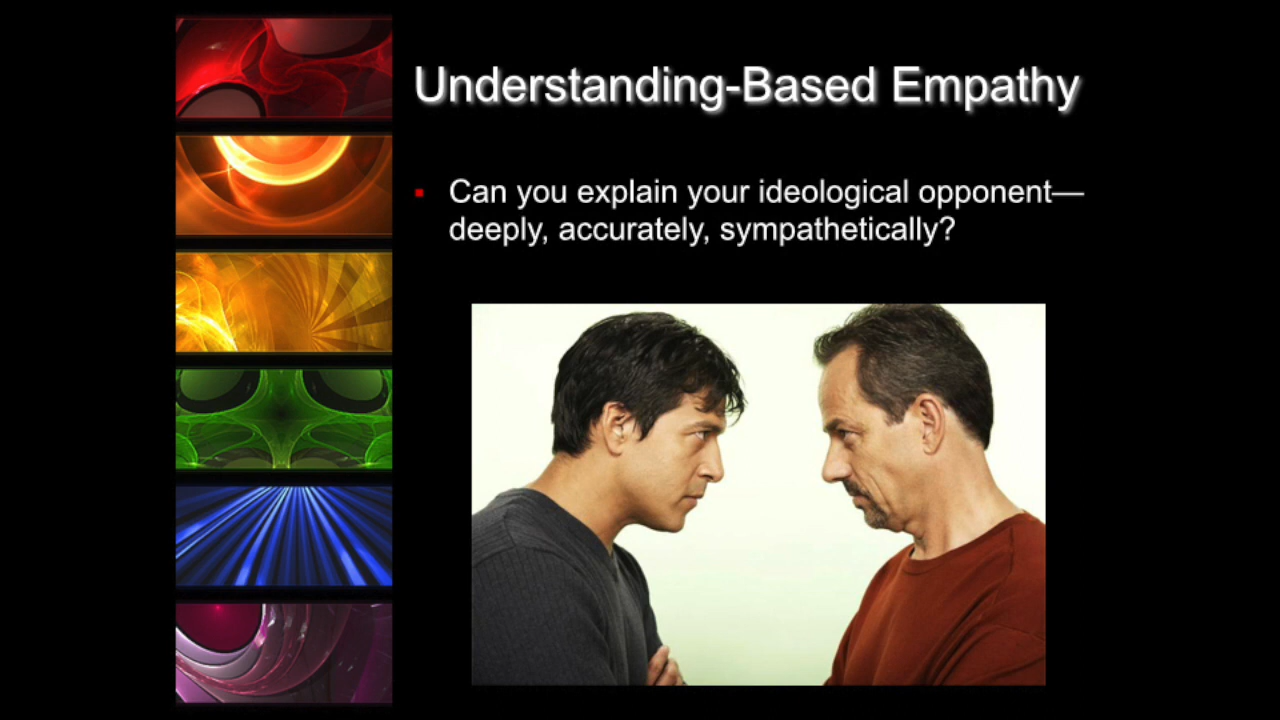 Understanding-Based Empathy
Can you explain your ideological opponent—
deeply, accurately, sympathetically?